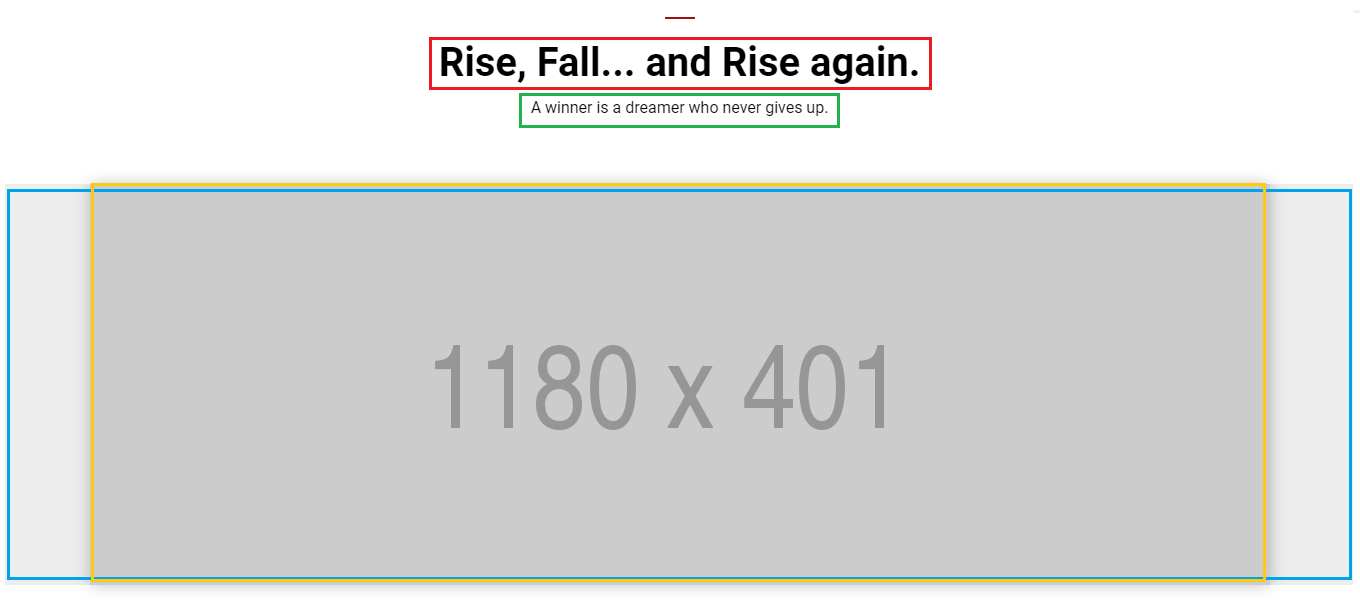 Rise, Fall... and Rise again.
A winner is a dreamer who never gives up.
1180 x 401